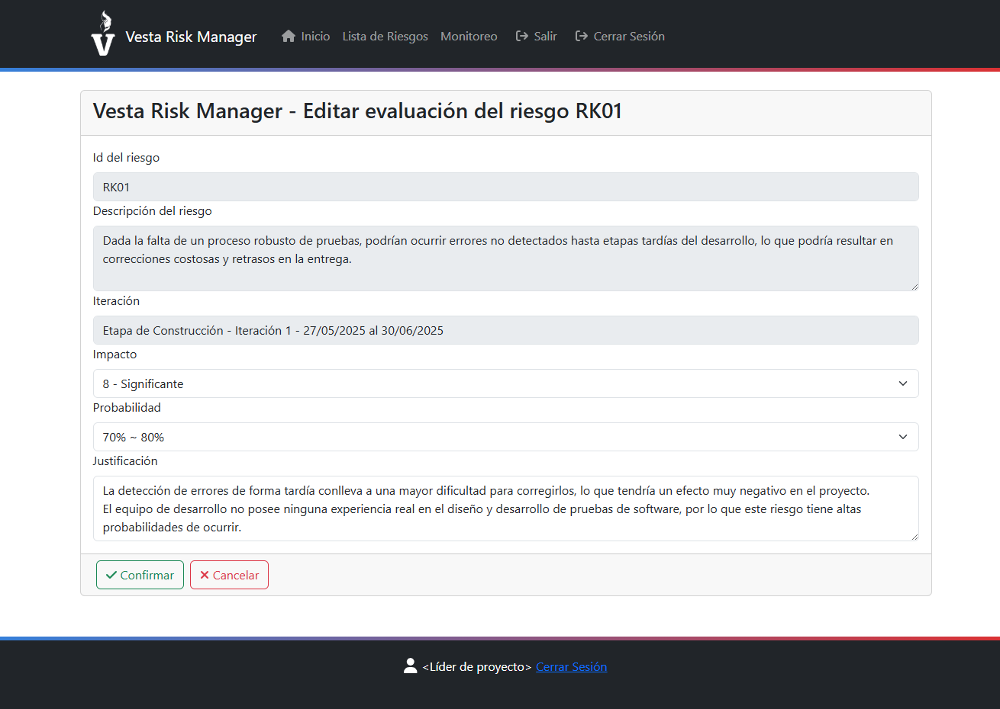 V
Vesta Risk Manager
Inicio
Lista de Riesgos
Monitoreo
Salir
Cerrar Sesión
Vesta Risk Manager - Editar evaluación del riesgo RK01
Id del riesgo
RK01
Descripción del riesgo
Dada la falta de un proceso robusto de pruebas, podrían ocurrir errores no detectados hasta etapas tardías del desarrollo, lo que podría resultar en
correcciones costosas y retrasos en la entrega.
Iteración
Etapa de Construcción - Iteración 1 - 27/05/2025 al 30/06/2025
Impacto
8 - Significante
Probabilidad
70% ~ 80%
Justificación
La detección de errores de forma tardía conlleva a una mayor dificultad para corregirlos, lo que tendría un efecto muy negativo en el proyecto.
El equipo de desarrollo no posee ninguna experiencia real en el diseño y desarrollo de pruebas de software, por lo que este riesgo tiene altas
probabilidades de ocurrir.
Confirmar
Cancelar
<Líder de proyecto> Cerrar Sesión